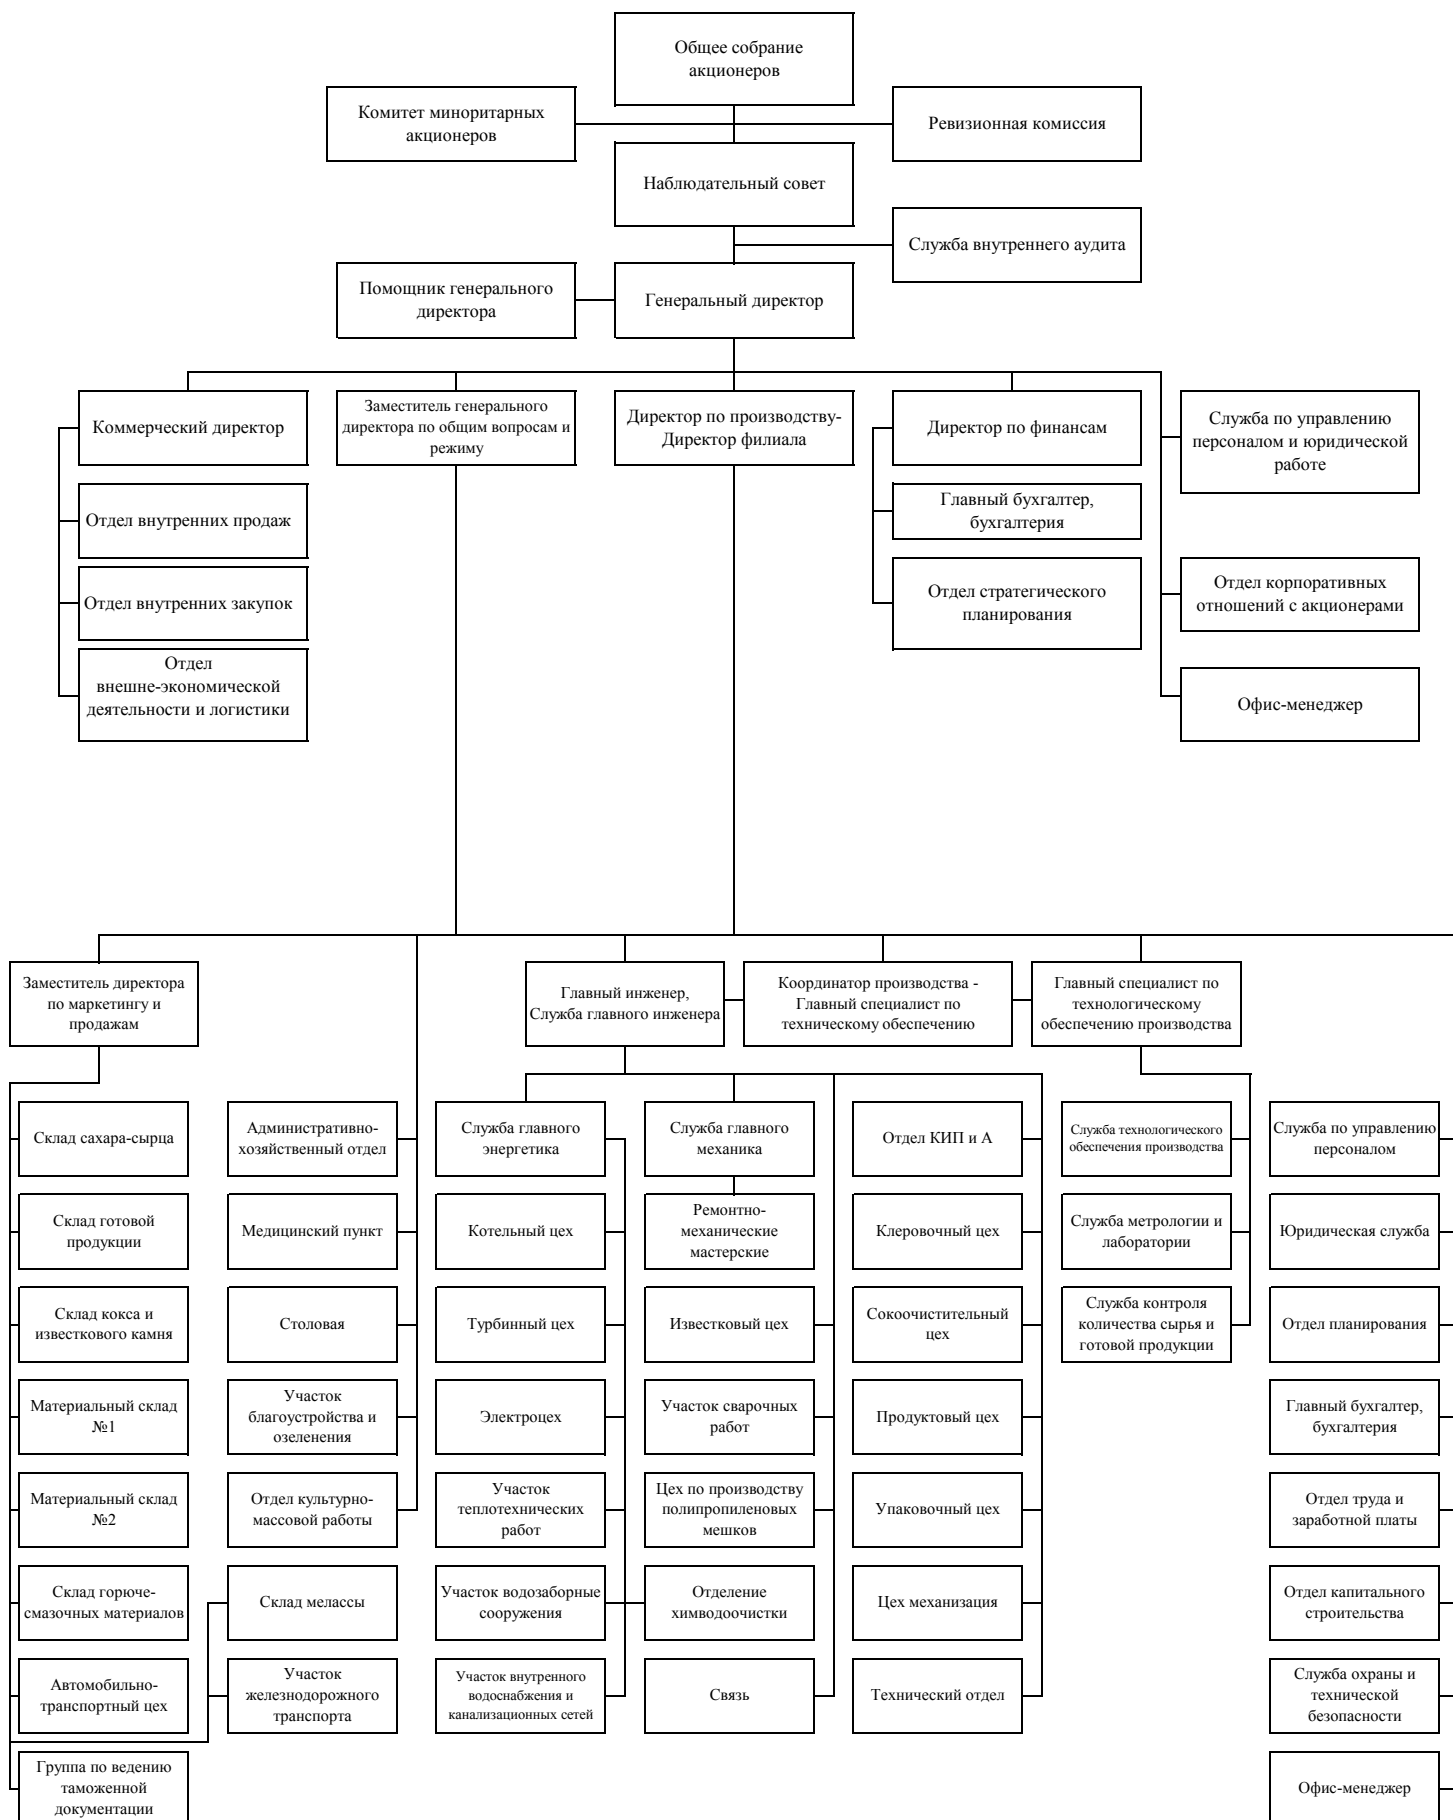 Общее собрание
акционеров
Комитет миноритарных
акционеров
Ревизионная комиссия
Наблюдательный совет
Служба внутреннего аудита
Помощник генерального
директора
Генеральный директор
Коммерческий директор
Заместитель генерального
директора по общим вопросам и
режиму
Директор по производству-
Директор филиала
Директор по финансам
Служба по управлению
персоналом и юридической
работе
Отдел внутренних продаж
Главный бухгалтер,
бухгалтерия
Отдел внутренних закупок
Отдел стратегического
планирования
Отдел корпоративных
отношений с акционерами
Отдел
внешне-экономической
деятельности и логистики
Офис-менеджер
Заместитель директора
по маркетингу и
продажам
Главный инженер,
Служба главного инженера
Координатор производства -
Главный специалист по
техническому обеспечению
Главный специалист по
технологическому
обеспечению производства
Склад сахара-сырца
Административно-
хозяйственный отдел
Служба главного
энергетика
Служба главного
механика
Отдел КИП и А
Служба технологического
обеспечения производства
Служба по управлению
персоналом
Склад готовой
продукции
Медицинский пункт
Котельный цех
Ремонтно-
механические
мастерские
Клеровочный цех
Служба метрологии и
лаборатории
Юридическая служба
Склад кокса и
известкового камня
Столовая
Турбинный цех
Известковый цех
Сокоочистительный
цех
Служба контроля
количества сырья и
готовой продукции
Отдел планирования
Материальный склад
№1
Участок
благоустройства и
озеленения
Электроцех
Участок сварочных
работ
Продуктовый цех
Главный бухгалтер,
бухгалтерия
Материальный склад
№2
Отдел культурно-
массовой работы
Участок
теплотехнических
работ
Цех по производству
полипропиленовых
мешков
Упаковочный цех
Отдел труда и
заработной платы
Склад горюче-
смазочных материалов
Склад мелассы
Участок водозаборные
сооружения
Отделение
химводоочистки
Цех механизация
Отдел капитального
строительства
Автомобильно-
транспортный цех
Участок
железнодорожного
транспорта
Участок внутренного
водоснабжения и
канализационных сетей
Связь
Технический отдел
Служба охраны и
технической
безопасности
Группа по ведению
таможенной
документации
Офис-менеджер